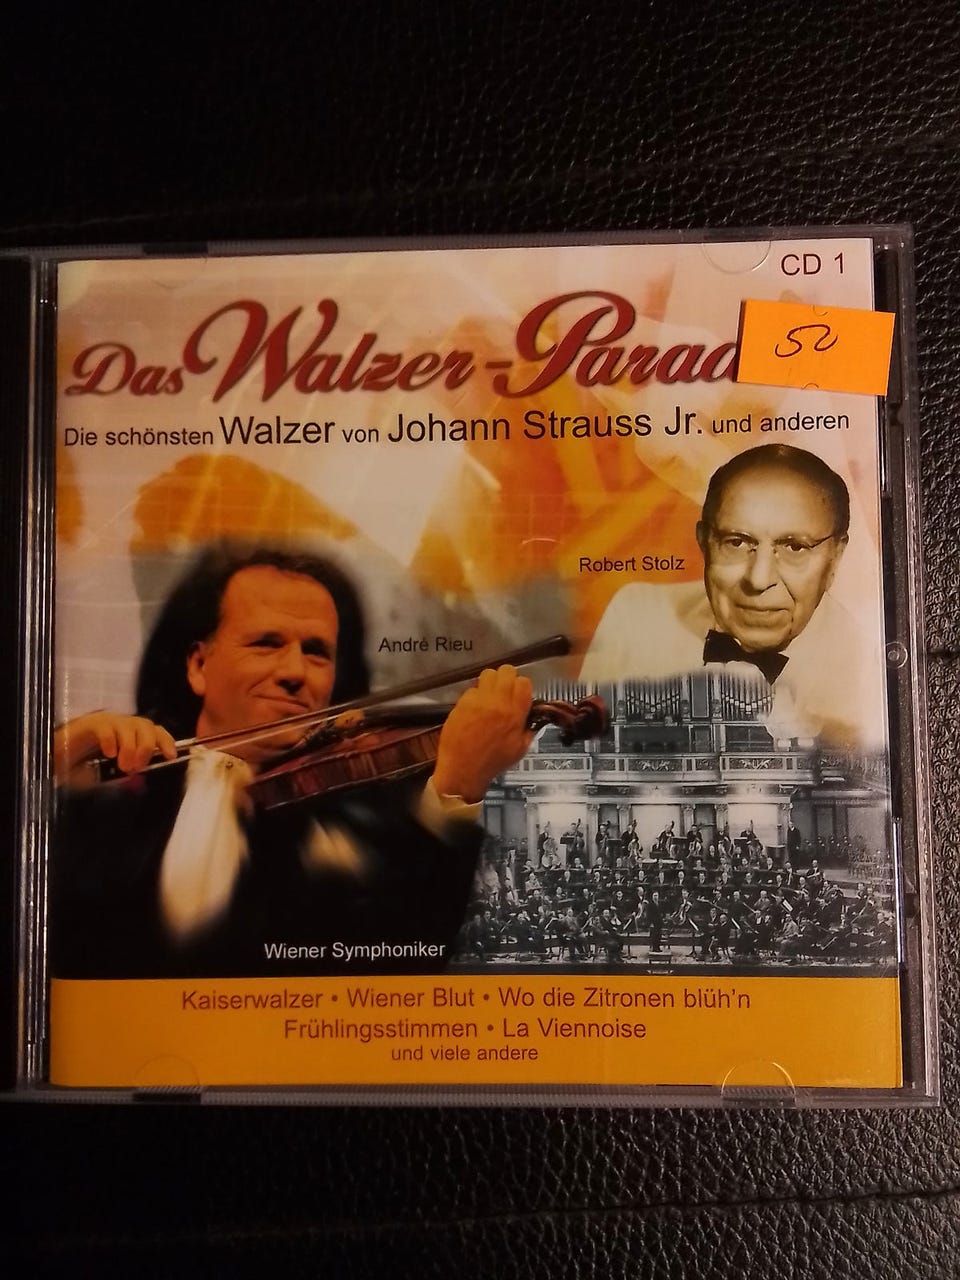 CD 1
Das Walzer-Parad
50
Die schönsten Walzer von Johann Strauss Jr. und anderen
Robert Stolz
André Rieu
Wiener Symphoniker
Kaiserwalzer • Wiener Blut • Wo die Zitronen blüh'n
Frühlingsstimmen • La Viennoise
und viele andere